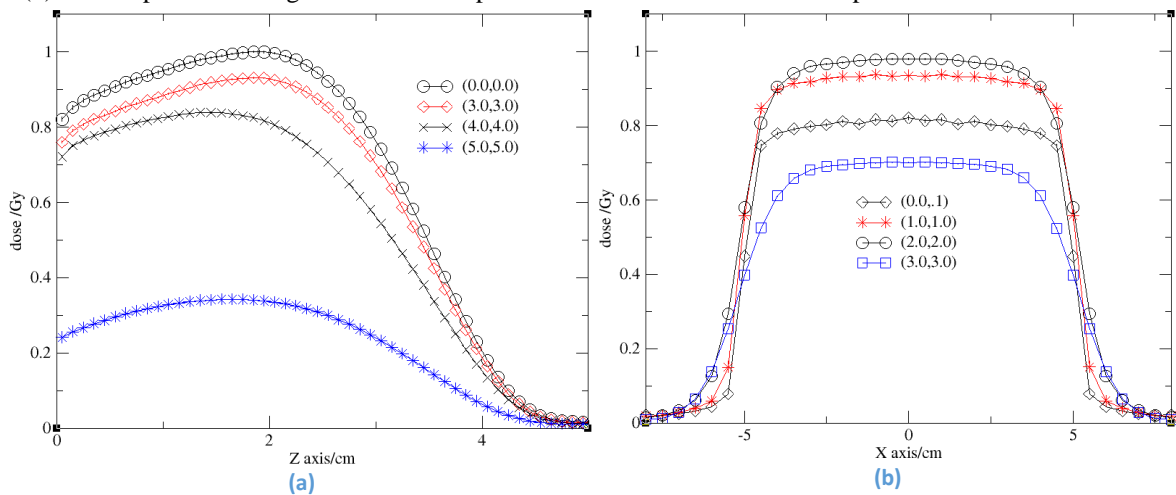 1
0.8
0.6
0.4
0.2
0
dose /Gy
(0.0,0.0)
(3.0,3.0)
(4.0,4.0)
(5.0,5.0)
0 2 4
Z axis/cm
(a)
1
0.8
0.6
0.4
0.2
0
dose /Gy
(0.0,.1)
(1.0,1.0)
(2.0,2.0)
(3.0,3.0)
-5 0 5
X axis/cm
(b)